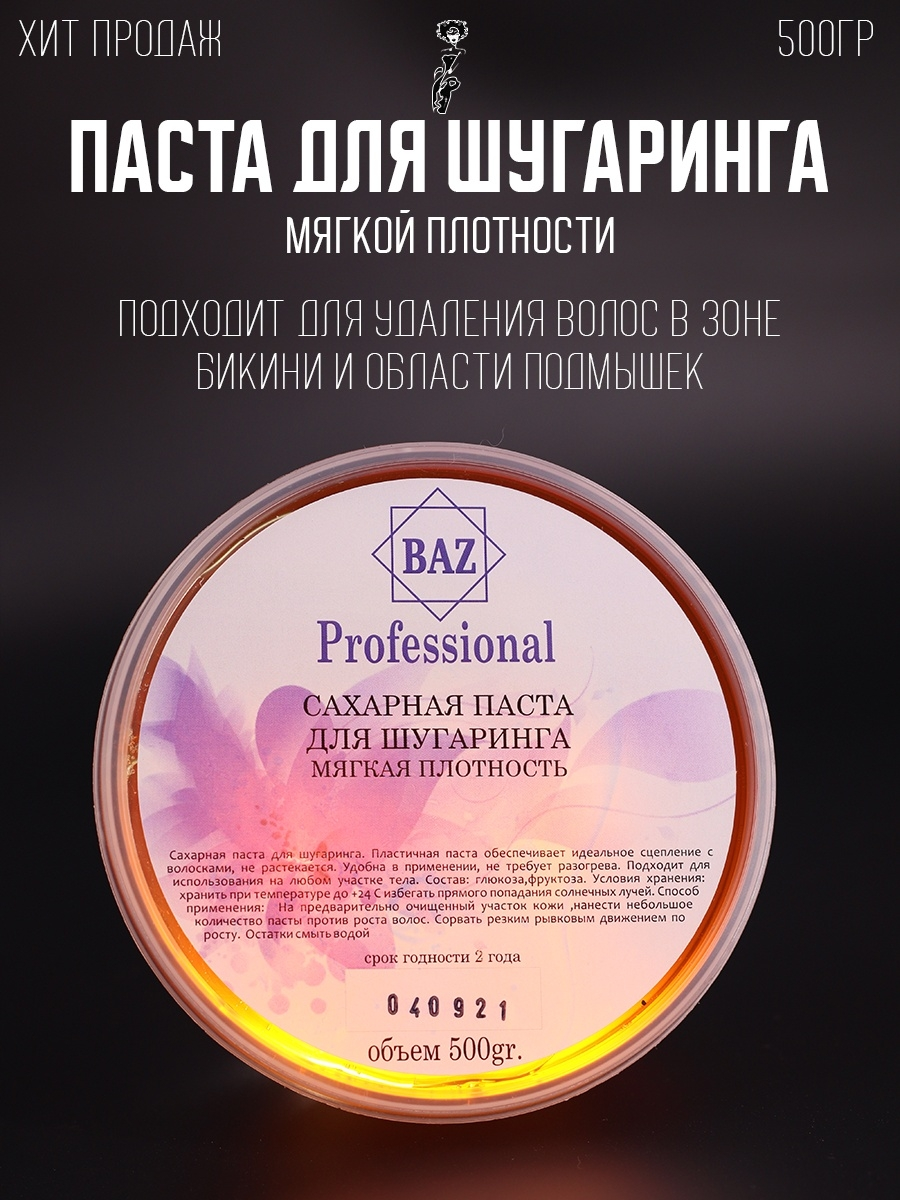 ХИТ ПРОДАЖ
500ГР
ПАСТА ДЛЯ ШУГАРИНГА
МЯГКОЙ ПЛОТНОСТИ
ПОДХОДИТ ДЛЯ УДАЛЕНИЯ ВОЛОС В ЗОНЕ
БИКИНИ И ОБЛАСТИ ПОДМЫШЕК
BAZ
Professional
САХАРНАЯ ПАСТА
ДЛЯ ШУГАРИНГА
МЯГКАЯ ПЛОТНОСТЬ
Сахарная паста для шугаринга. Пластичная паста обеспечивает идеальное сцепление с
волосками, не растекается. Удобна в применении, не требует разогрева. Подходит для
использования на любом участке тела. Состав: глюкоза,фруктоза. Условия хранения:
хранить при температуре до +24 С избегать прямого попадания солнечных лучей. Способ
применения: На предварительно очищенный участок кожи ,нанести небольшое
количество пасты против роста волос. Сорвать резким рывковым движением по
росту. Остатки смыть водой
срок годности 2 года
040921
объем 500gr.